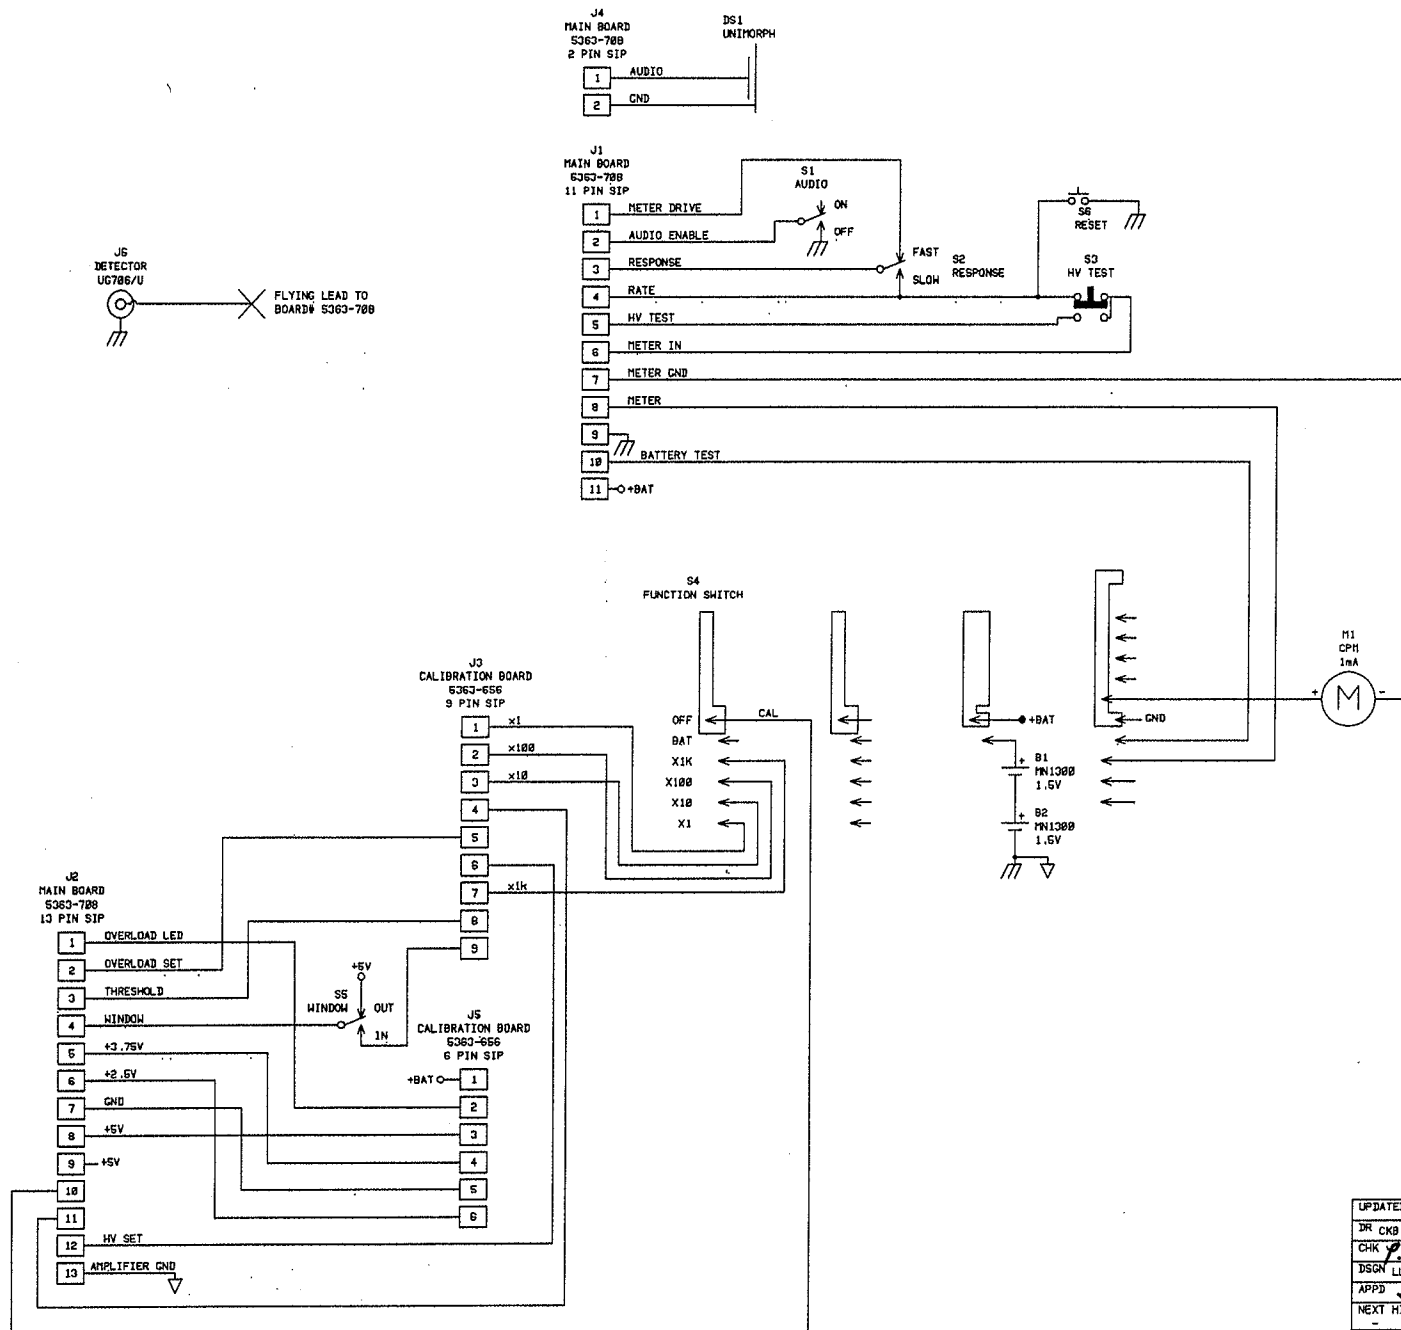 J4
MAIN BOARD
5363-708
2 PIN SIP
1 AUDIO
2 GND
DS1
UNIMORPH
J1
MAIN BOARD
5363-708
11 PIN SIP
1 METER DRIVE
2 AUDIO ENABLE
3 RESPONSE
4 RATE
5 HV TEST
6 METER IN
7 METER GND
8 METER
9
10 BATTERY TEST
11 +BAT
S1
AUDIO
ON
OFF
FAST
SLOW
S2
RESPONSE
S6
RESET
S3
HV TEST
J6
DETECTOR
UG706/U
FLYING LEAD TO
BOARD# 5363-708
S4
FUNCTION SWITCH
OFF
BAT
X1K
X100
X10
X1
CAL
+BAT
GND
B1
+ MN1300
1.5V
B2
+ MN1300
1.5V
M1
CPM
1mA
+ M -
J3
CALIBRATION BOARD
5363-656
9 PIN SIP
1 x1
2 x100
3 x10
4
5
6
7 x1k
8
9
J2
MAIN BOARD
5363-708
13 PIN SIP
1 OVERLOAD LED
2 OVERLOAD SET
3 THRESHOLD
4 WINDOW
5 +3.75V
6 +2.5V
7 GND
8 +5V
9 +5V
10
11
12 HV SET
13 AMPLIFIER GND
+5V
S5
WINDOW
OUT
IN
J5
CALIBRATION BOARD
5363-656
6 PIN SIP
+BAT 1
2
3
4
5
6
UPDATE
DR CKB
CHK
DSGN
APPD
NEXT
-